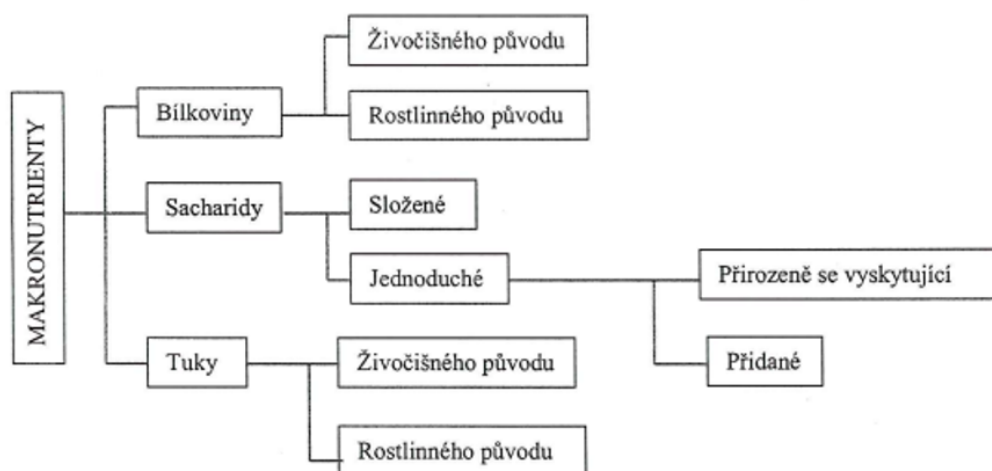 MAKRONUTRIENTY
Bílkoviny
Živočišného původu
Rostlinného původu
Sacharidy
Složené
Jednoduché
Přirozeně se vyskytující
Přidané
Tuky
Živočišného původu
Rostlinného původu